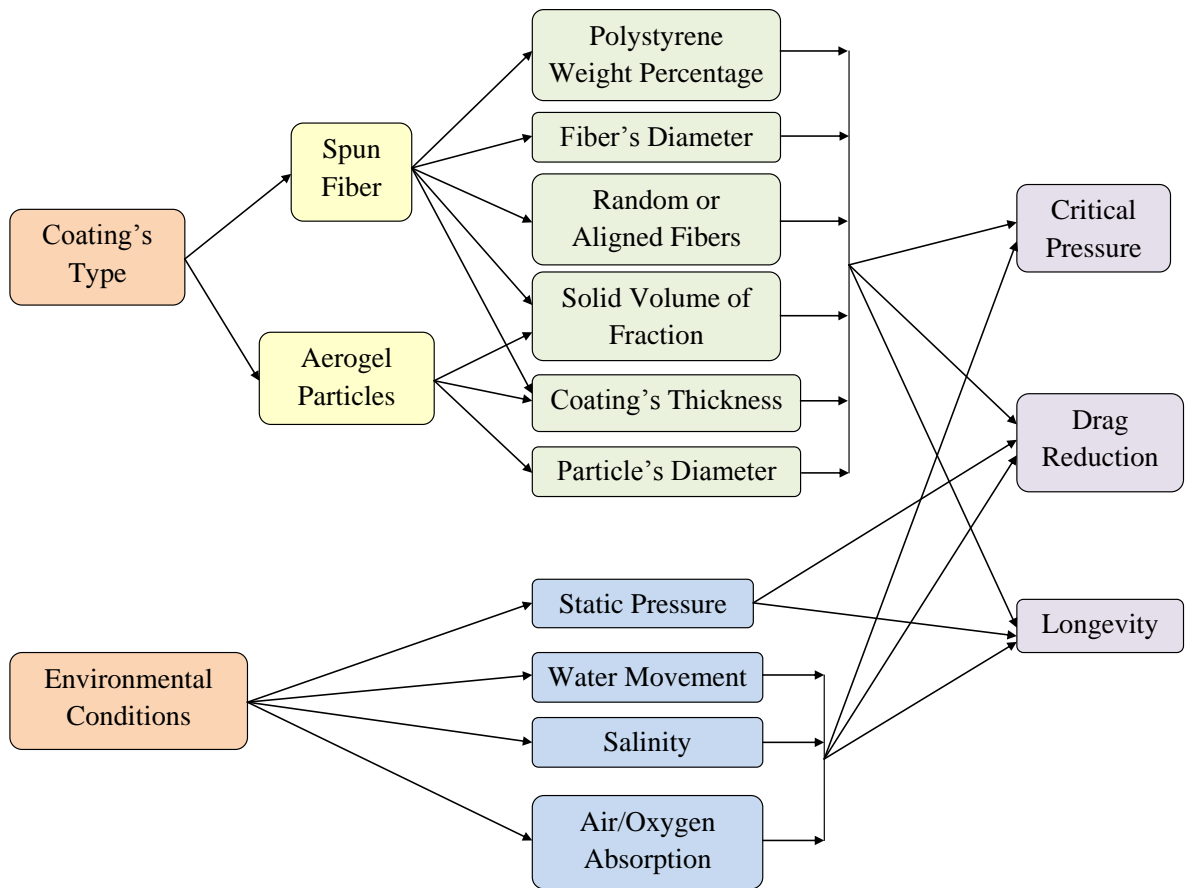 Polystyrene
Weight Percentage
Spun
Fiber
Fiber's Diameter
Random or
Aligned Fibers
Critical
Pressure
Coating's
Type
Solid Volume of
Fraction
Aerogel
Particles
Coating's Thickness
Drag
Reduction
Particle's Diameter
Static Pressure
Longevity
Environmental
Conditions
Water Movement
Salinity
Air/Oxygen
Absorption